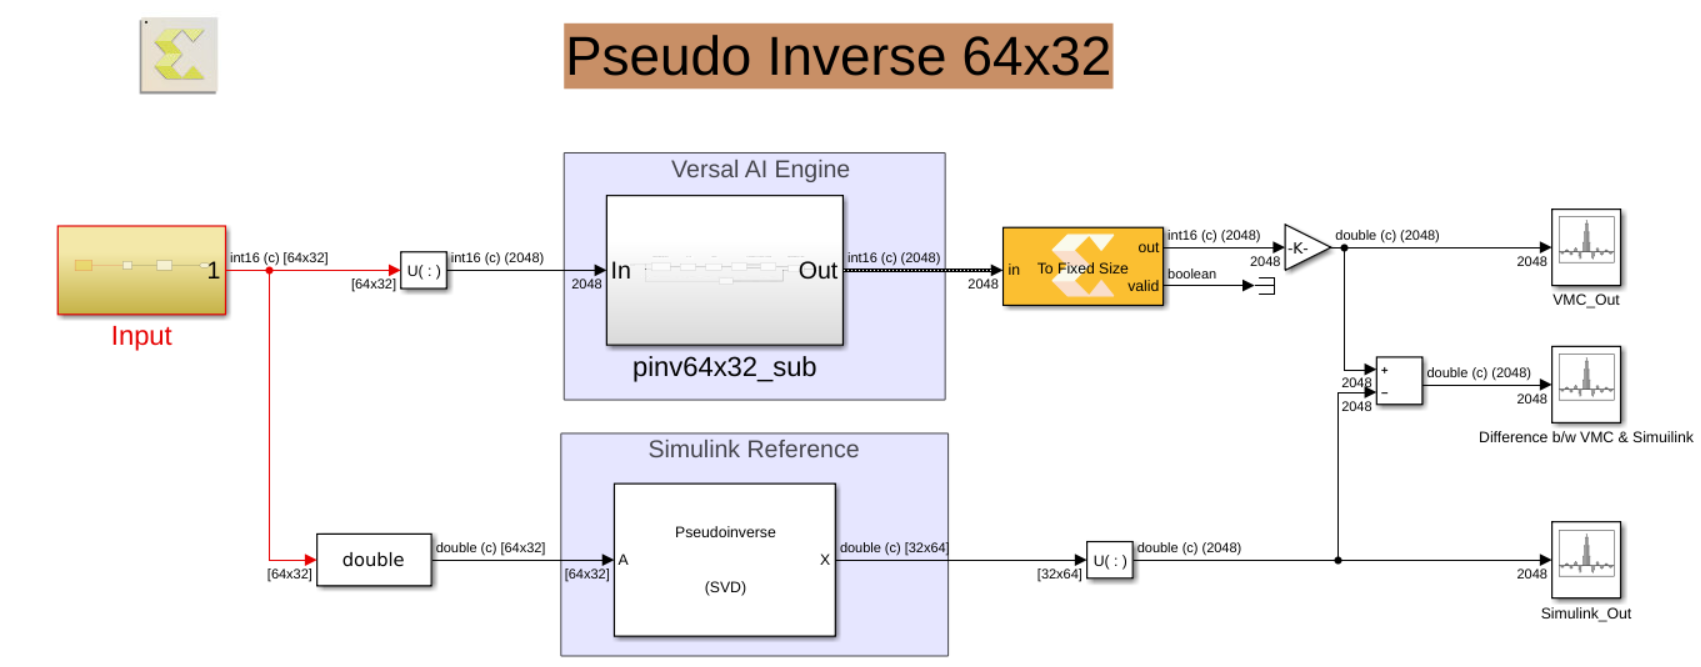 Pseudo Inverse 64x32
Versal AI Engine
1
int16 (c) [64x32]
[64x32]
U( : )
int16 (c) (2048)
2048
In
Out
int16 (c) (2048)
2048
in
To Fixed Size
out
valid
int16 (c) (2048)
2048
boolean
-K-
double (c) (2048)
2048
VMC_Out
Input
pinv64x32_sub
2048
+
2048
−
double (c) (2048)
2048
Difference b/w VMC & Simuilink
Simulink Reference
[64x32]
double
double (c) [64x32]
[64x32]
A
Pseudoinverse
(SVD)
X
double (c) [32x64]
[32x64]
U( : )
double (c) (2048)
2048
Simulink_Out